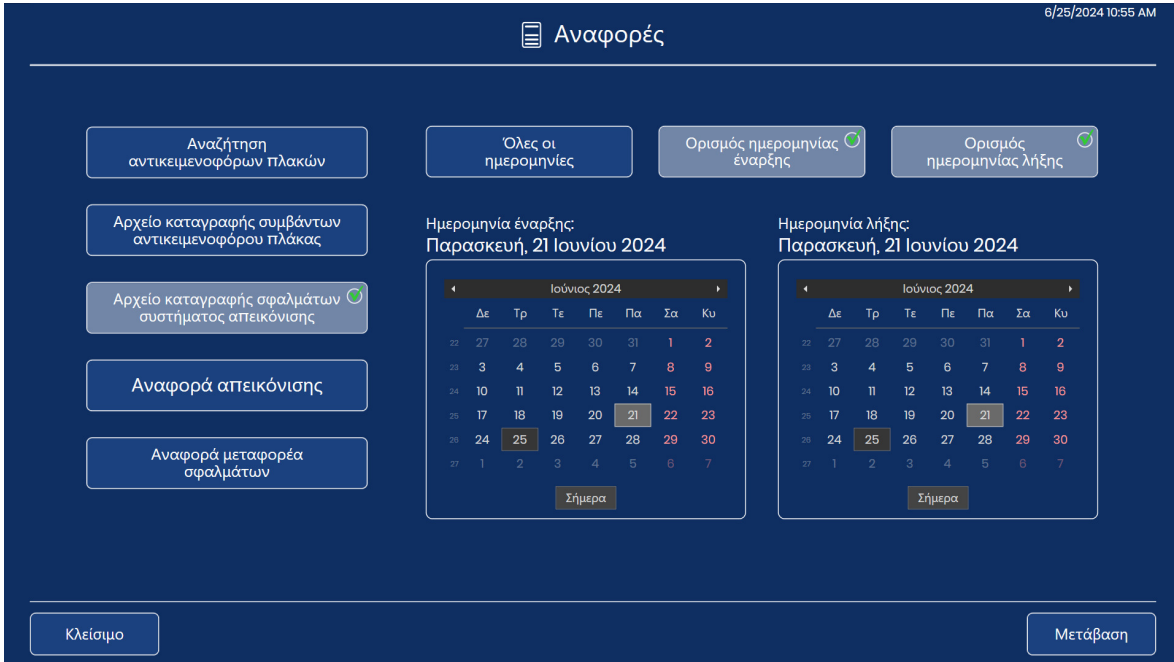 6/25/2024 10:55 AM
Αναφορές
Αναζήτηση
αντικειμενοφόρων πλακών
Αρχείο καταγραφής συμβάντων
αντικειμενοφόρου πλάκας
Αρχείο καταγραφής σφαλμάτων
συστήματος απεικόνισης
Αναφορά απεικόνισης
Αναφορά μεταφορέα
σφαλμάτων
Όλες οι
ημερομηνίες
Ορισμός ημερομηνίας
έναρξης
Ορισμός
ημερομηνίας λήξης
Ημερομηνία έναρξης:
Παρασκευή, 21 Ιουνίου 2024
Ιούνιος 2024
Δε Τρ Τε Πε Πα Σα Κυ
22 27 28 29 30 31 1 2
23 3 4 5 6 7 8 9
24 10 11 12 13 14 15 16
25 17 18 19 20 21 22 23
26 24 25 26 27 28 29 30
27 1 2 3 4 5 6 7
Σήμερα
Ημερομηνία λήξης:
Παρασκευή, 21 Ιουνίου 2024
Ιούνιος 2024
Δε Τρ Τε Πε Πα Σα Κυ
22 27 28 29 30 31 1 2
23 3 4 5 6 7 8 9
24 10 11 12 13 14 15 16
25 17 18 19 20 21 22 23
26 24 25 26 27 28 29 30
27 1 2 3 4 5 6 7
Σήμερα
Κλείσιμο
Μετάβαση